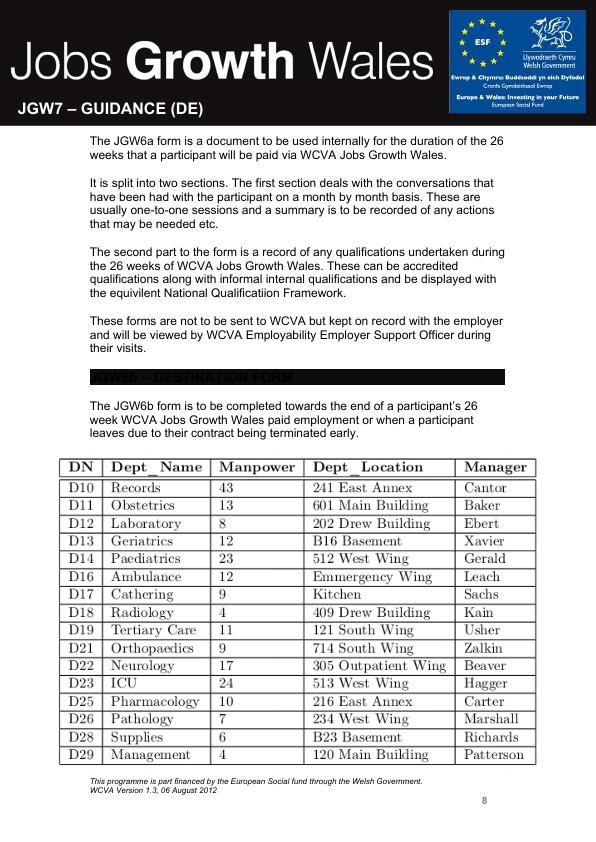 Jobs Growth Wales
JGW7 – GUIDANCE (DE)
ESF
Llywodraeth Cymru
Welsh Government
Ewrop & Chymru: Buddsoddi yn eich Dyfodol
Cronfa Gymdeithasol Ewrop
Europe & Wales: Investing in your Future
European Social Fund
The JGW6a form is a document to be used internally for the duration of the 26
weeks that a participant will be paid via WCVA Jobs Growth Wales.
It is split into two sections. The first section deals with the conversations that
have been had with the participant on a month by month basis. These are
usually one-to-one sessions and a summary is to be recorded of any actions
that may be needed etc.
The second part to the form is a record of any qualifications undertaken during
the 26 weeks of WCVA Jobs Growth Wales. These can be accredited
qualifications along with informal internal qualifications and be displayed with
the equivilent National Qualificatiion Framework.
These forms are not to be sent to WCVA but kept on record with the employer
and will be viewed by WCVA Employability Employer Support Officer during
their visits.
JGW6b – DESTINATION FORM
The JGW6b form is to be completed towards the end of a participant's 26
week WCVA Jobs Growth Wales paid employment or when a participant
leaves due to their contract being terminated early.
DN Dept_Name Manpower Dept_Location Manager
D10 Records 43 241 East Annex Cantor
D11 Obstetrics 13 601 Main Building Baker
D12 Laboratory 8 202 Drew Building Ebert
D13 Geriatrics 12 B16 Basement Xavier
D14 Paediatrics 23 512 West Wing Gerald
D16 Ambulance 12 Emmergency Wing Leach
D17 Cathering 9 Kitchen Sachs
D18 Radiology 4 409 Drew Building Kain
D19 Tertiary Care 11 121 South Wing Usher
D21 Orthopaedics 9 714 South Wing Zalkin
D22 Neurology 17 305 Outpatient Wing Beaver
D23 ICU 24 513 West Wing Hagger
D25 Pharmacology 10 216 East Annex Carter
D26 Pathology 7 234 West Wing Marshall
D28 Supplies 6 B23 Basement Richards
D29 Management 4 120 Main Building Patterson
This programme is part financed by the European Social fund through the Welsh Government.
WCVA Version 1.3, 06 August 2012
8